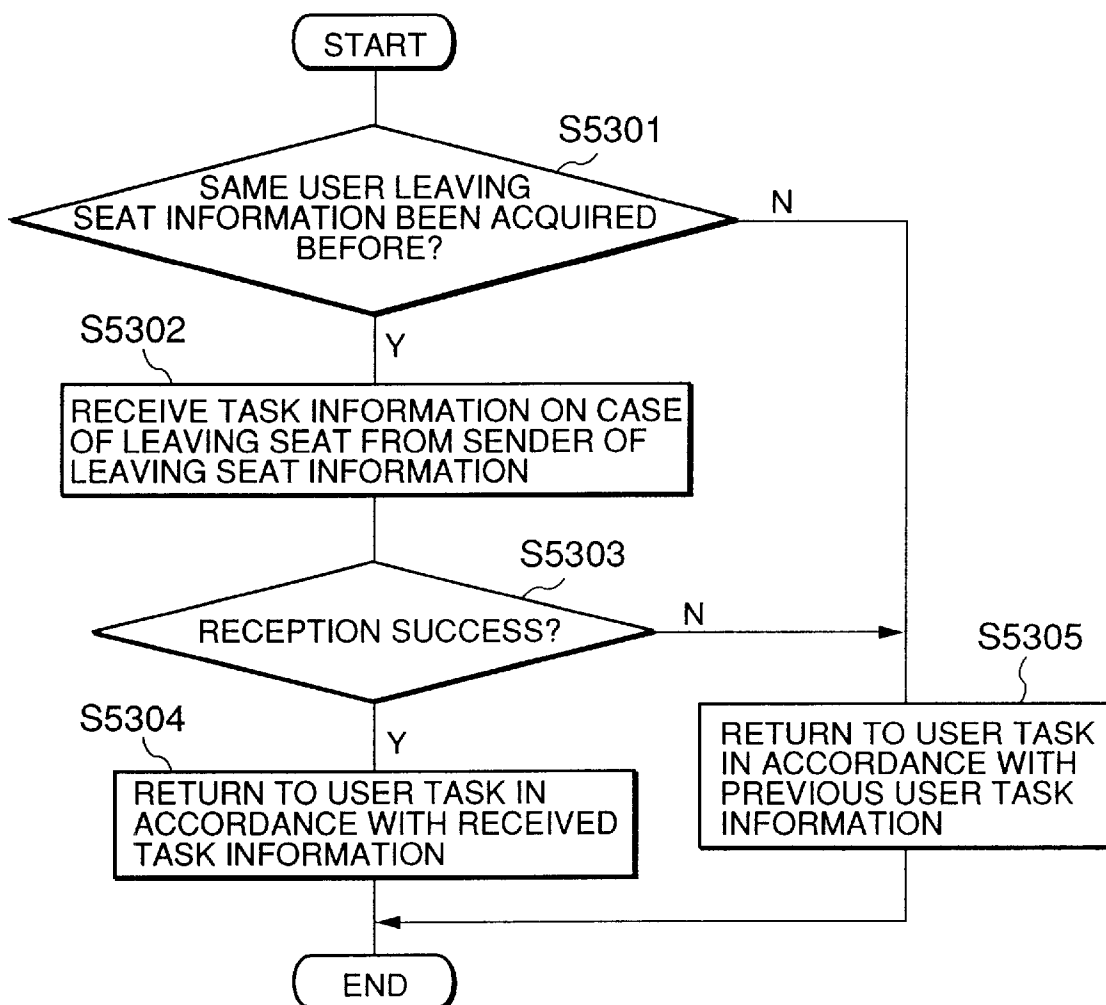 START
S5301
SAME USER LEAVING
SEAT INFORMATION BEEN ACQUIRED
BEFORE?
N
Y
S5302
RECEIVE TASK INFORMATION ON CASE
OF LEAVING SEAT FROM SENDER OF
LEAVING SEAT INFORMATION
S5303
RECEPTION SUCCESS?
N
Y
S5304
RETURN TO USER TASK IN
ACCORDANCE WITH RECEIVED
TASK INFORMATION
S5305
RETURN TO USER TASK
IN ACCORDANCE WITH
PREVIOUS USER TASK
INFORMATION
END